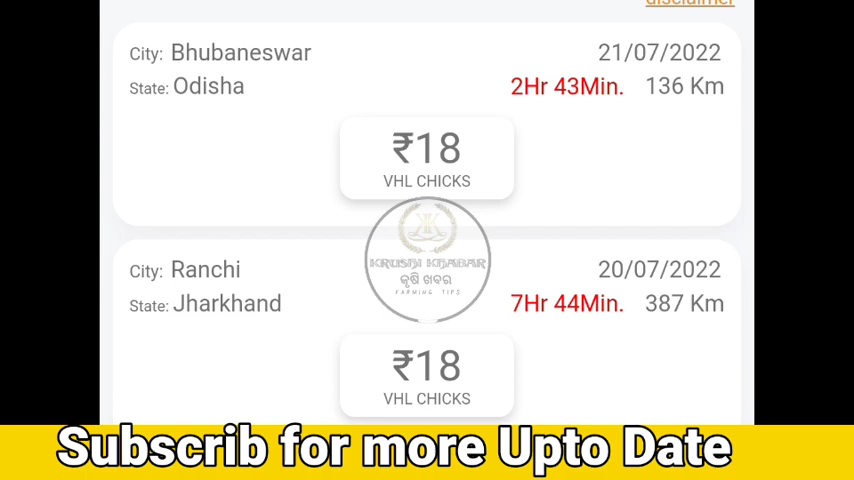 disclaimer
City: Bhubaneswar 21/07/2022
State: Odisha 2Hr 43Min. 136 Km
₹18
VHL CHICKS
KRUSHI KHABAR
କୃଷି ଖବର
FARMING TIPS
City: Ranchi 20/07/2022
State: Jharkhand 7Hr 44Min. 387 Km
₹18
VHL CHICKS
Subscrib for more Upto Date